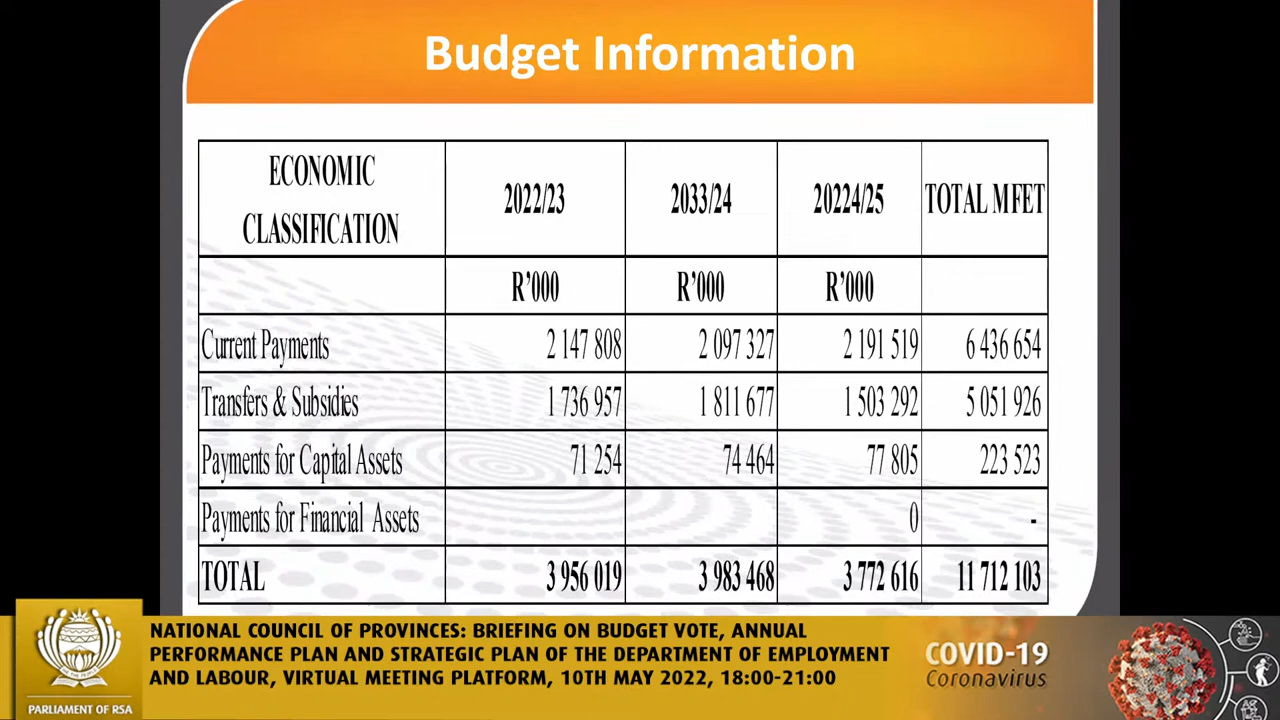 Budget Information
ECONOMIC CLASSIFICATION 2022/23 2033/24 20224/25 TOTAL MFET
R’000 R’000 R’000
Current Payments 2 147 808 2 097 327 2 191 519 6 436 654
Transfers & Subsidies 1 736 957 1 811 677 1 503 292 5 051 926
Payments for Capital Assets 71 254 74 464 77 805 223 523
Payments for Financial Assets 0 -
TOTAL 3 956 019 3 983 468 3 772 616 11 712 103
NATIONAL COUNCIL OF PROVINCES: BRIEFING ON BUDGET VOTE, ANNUAL
PERFORMANCE PLAN AND STRATEGIC PLAN OF THE DEPARTMENT OF EMPLOYMENT
AND LABOUR, VIRTUAL MEETING PLATFORM, 10TH MAY 2022, 18:00-21:00
PARLIAMENT OF RSA
COVID-19
Coronavirus